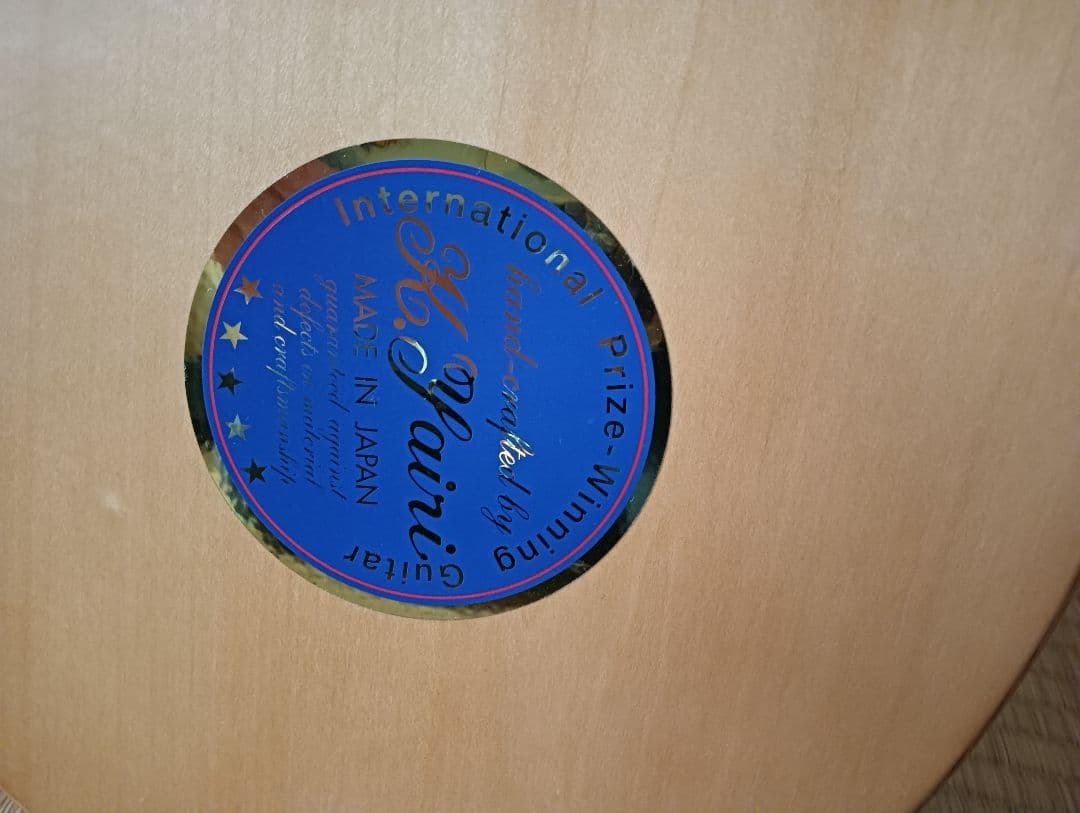 International Prize-Winning Guitar
hand-crafted by
K. Yairi
MADE IN JAPAN
guaranteed against
defects in material
and craftsmanship